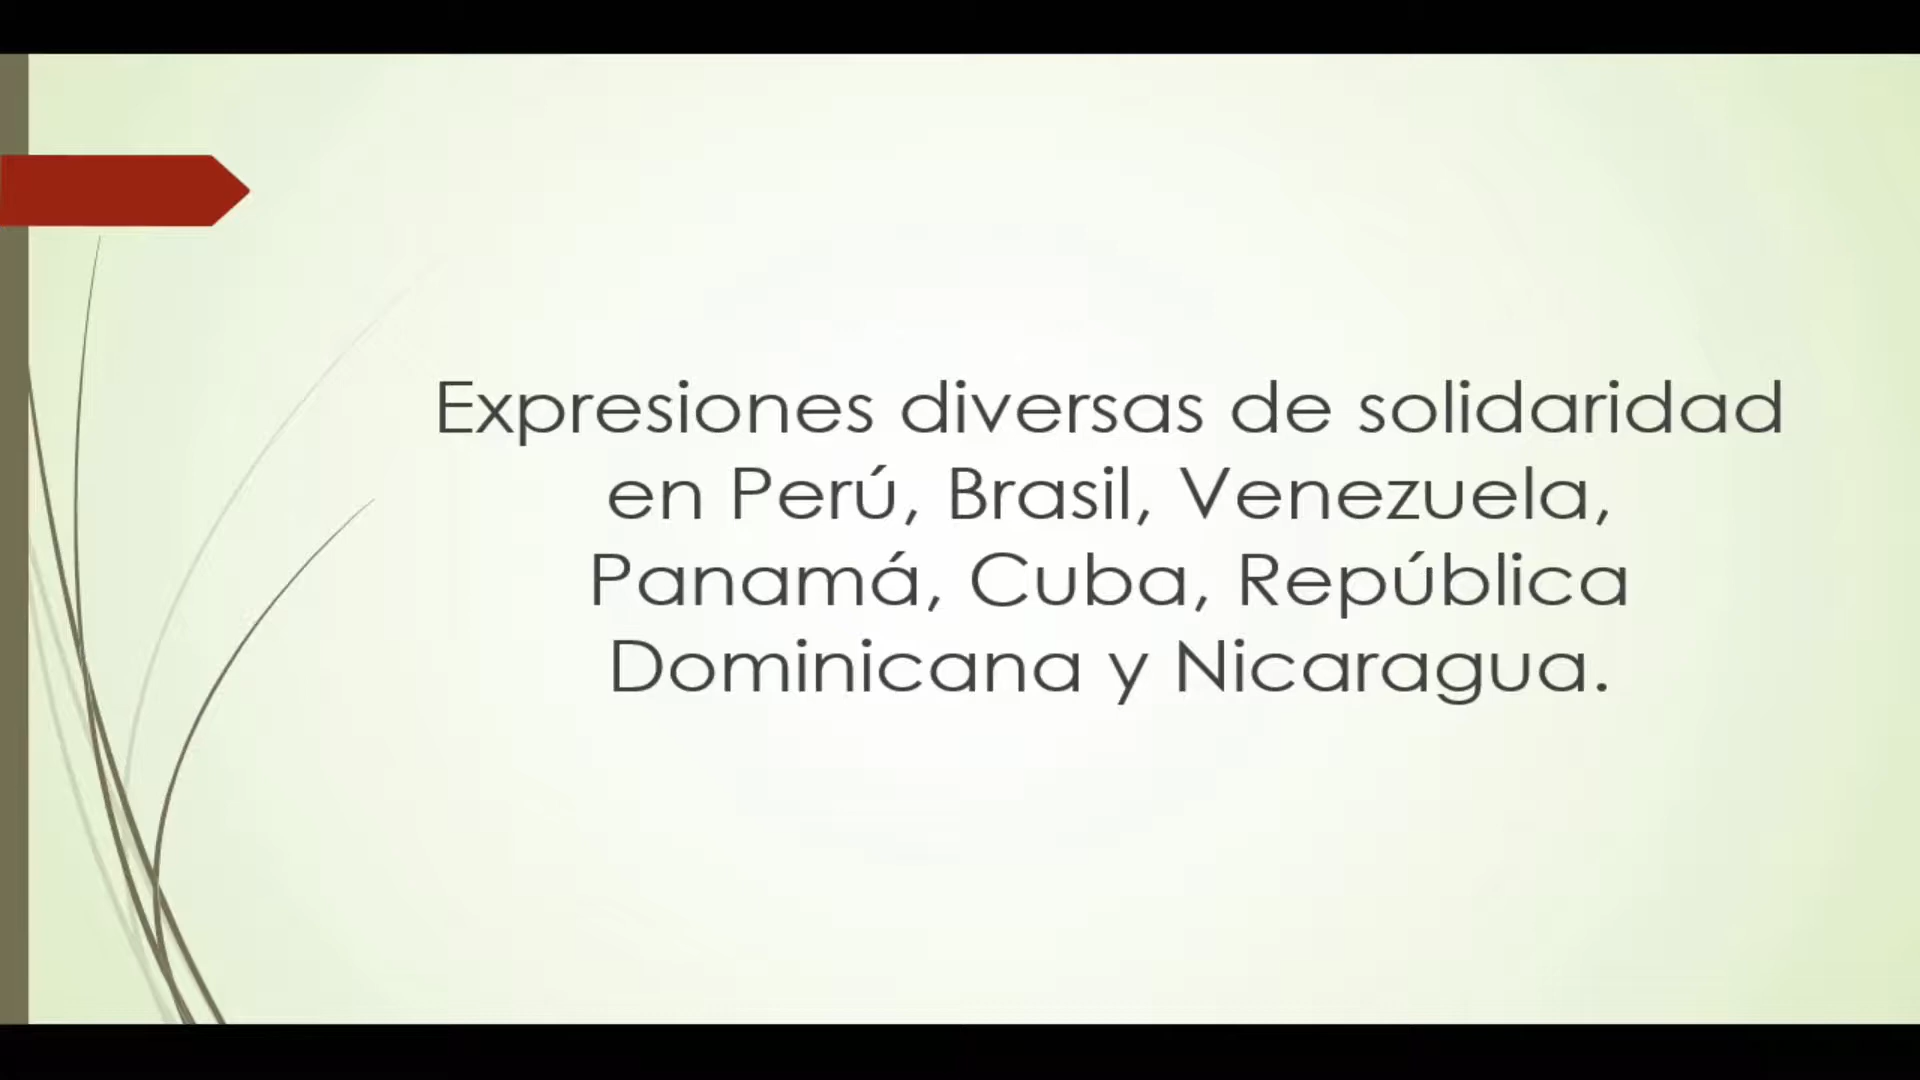 Expresiones diversas de solidaridad
en Perú, Brasil, Venezuela,
Panamá, Cuba, República
Dominicana y Nicaragua.